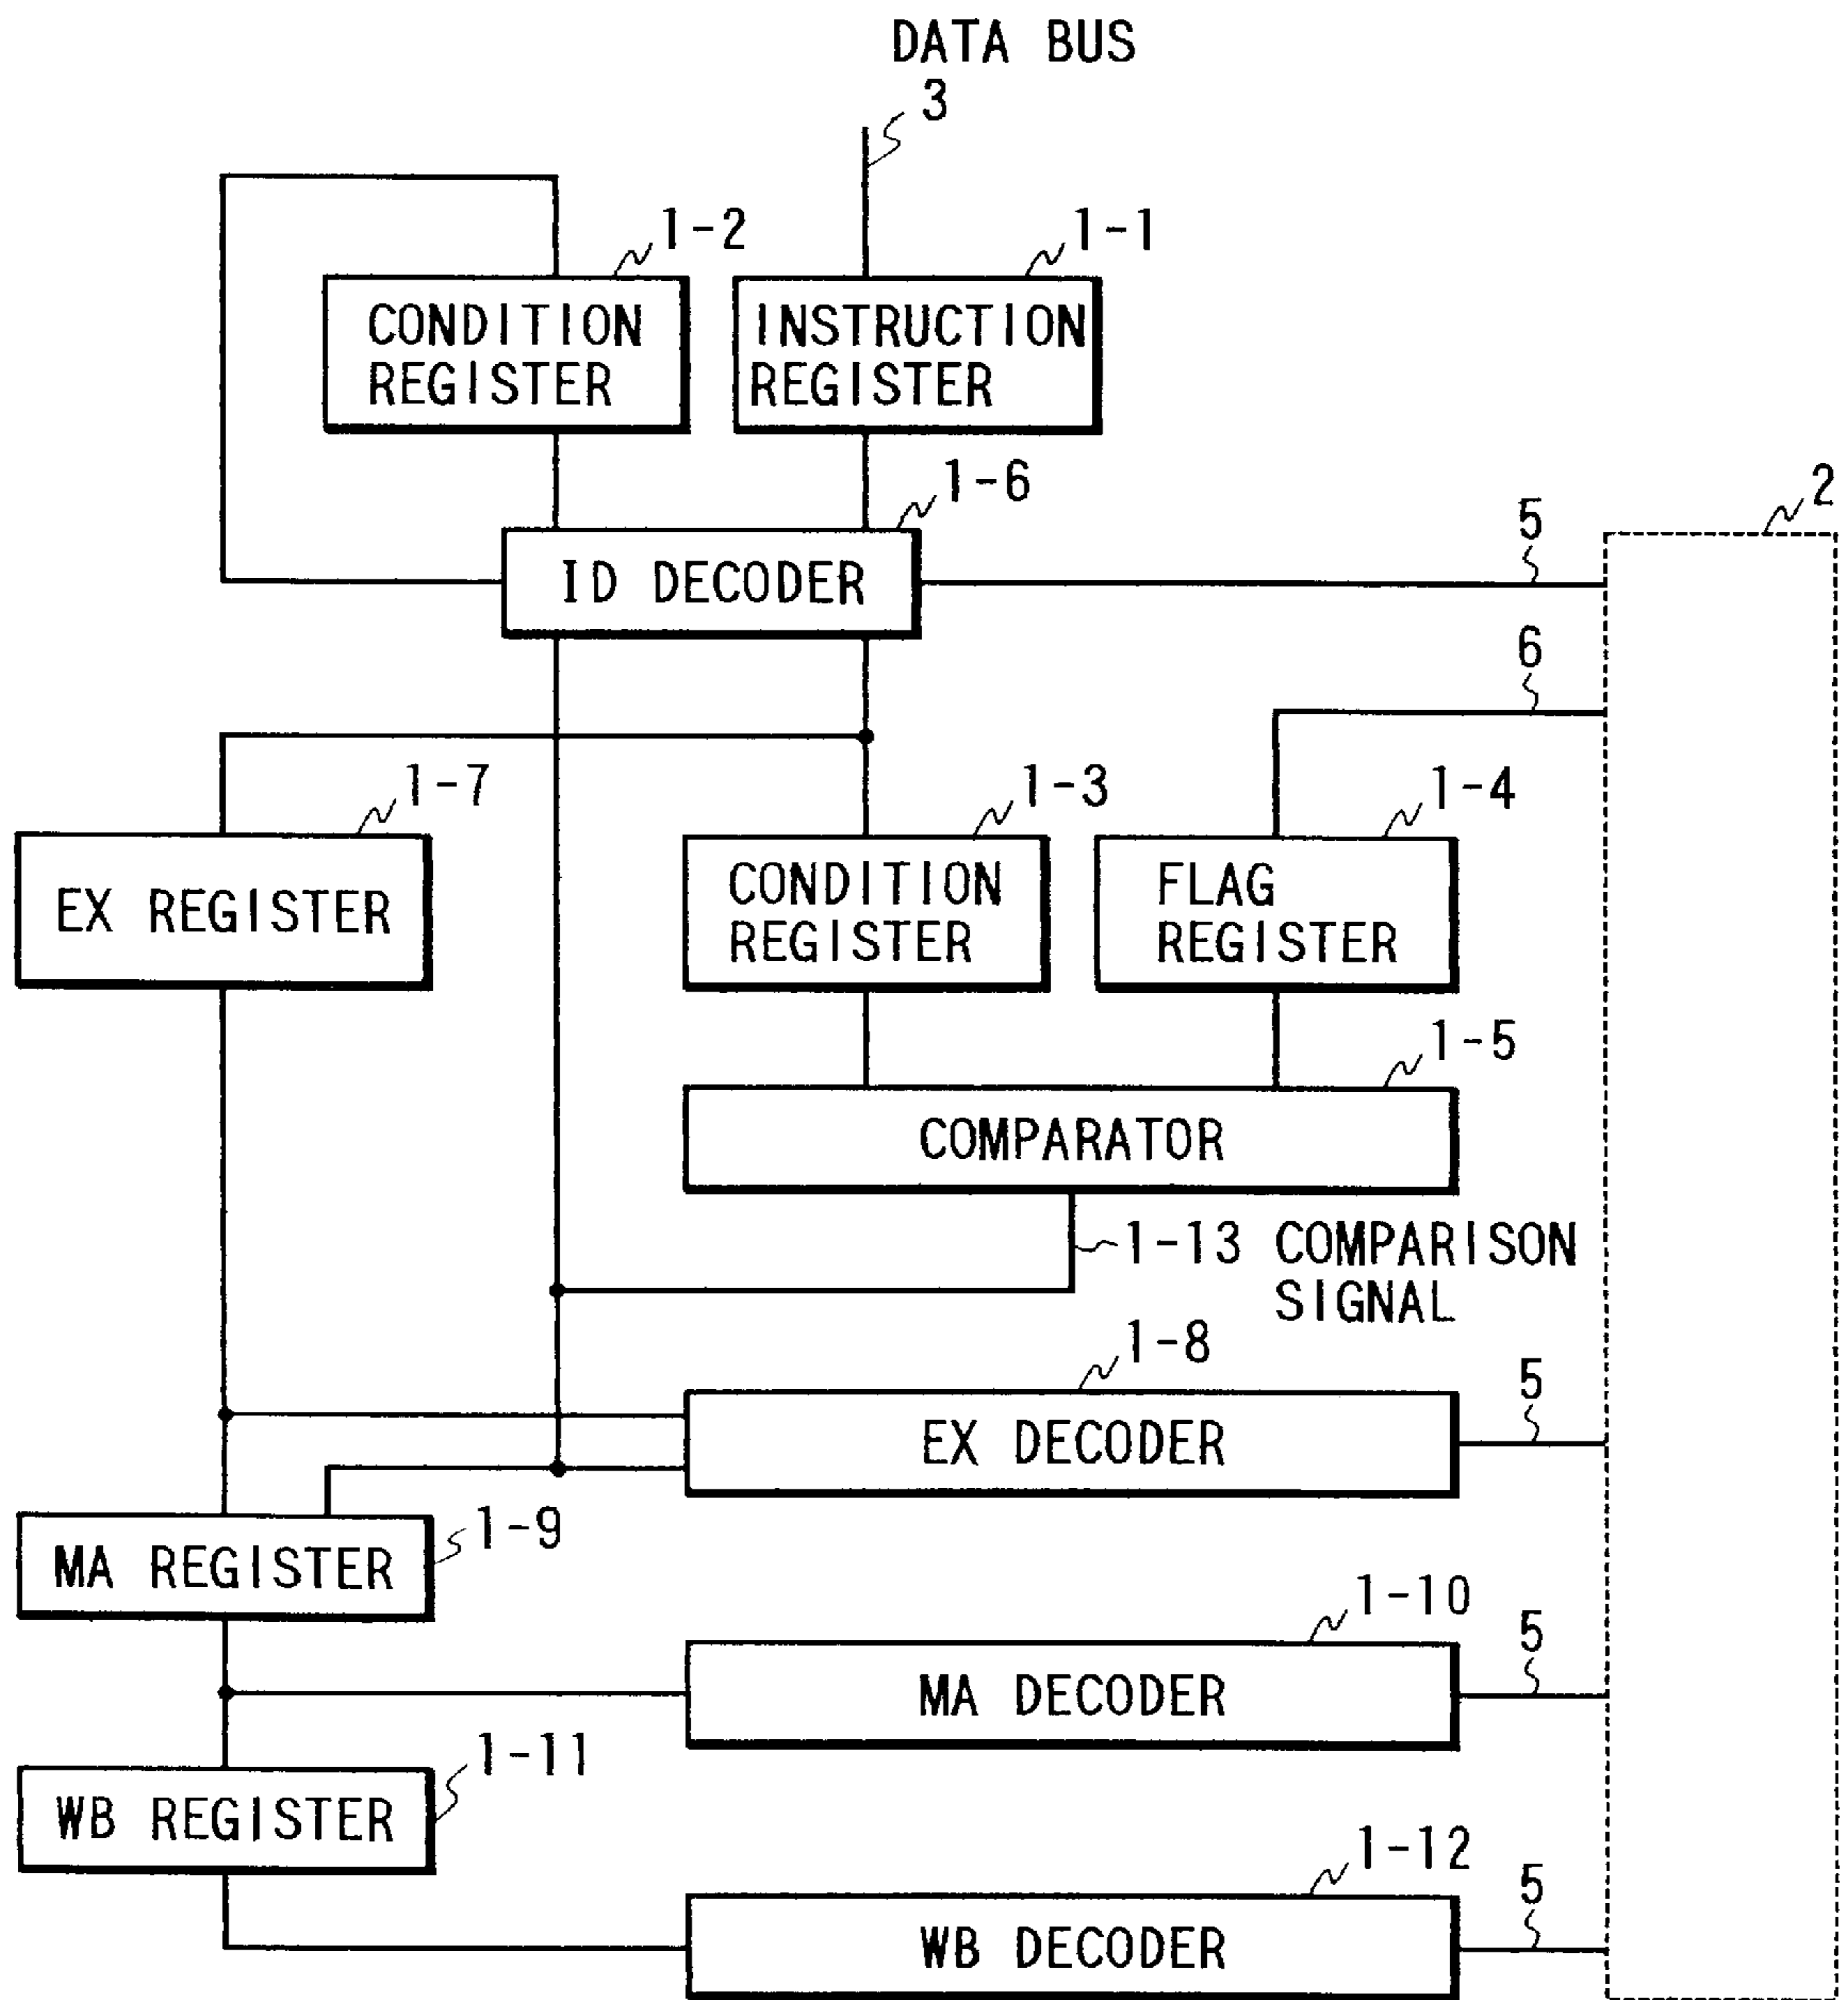 DATA BUS
3
1-2
1-1
CONDITION
REGISTER
INSTRUCTION
REGISTER
1-6
2
5
ID DECODER
6
1-7
1-3
1-4
EX REGISTER
CONDITION
REGISTER
FLAG
REGISTER
1-5
COMPARATOR
1-13 COMPARISON
SIGNAL
1-8
5
EX DECODER
1-9
MA REGISTER
1-10
5
MA DECODER
1-11
WB REGISTER
1-12
5
WB DECODER